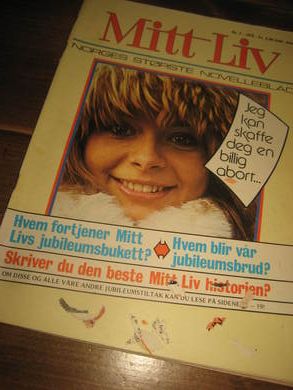 Mitt Liv
NORGES STØRSTE NOVELLEBLAD
Jeg
kan
skaffe
deg en
billig
abort...
Hvem fortjener Mitt
Livs jubileumsbukett?
Hvem blir vår
jubileumsbrud?
Skriver du den beste Mitt Liv historien?
OM DISSE OG ALLE VÅRE ANDRE JUBILEUMSTILTAK KAN DU LESE PÅ SIDENE